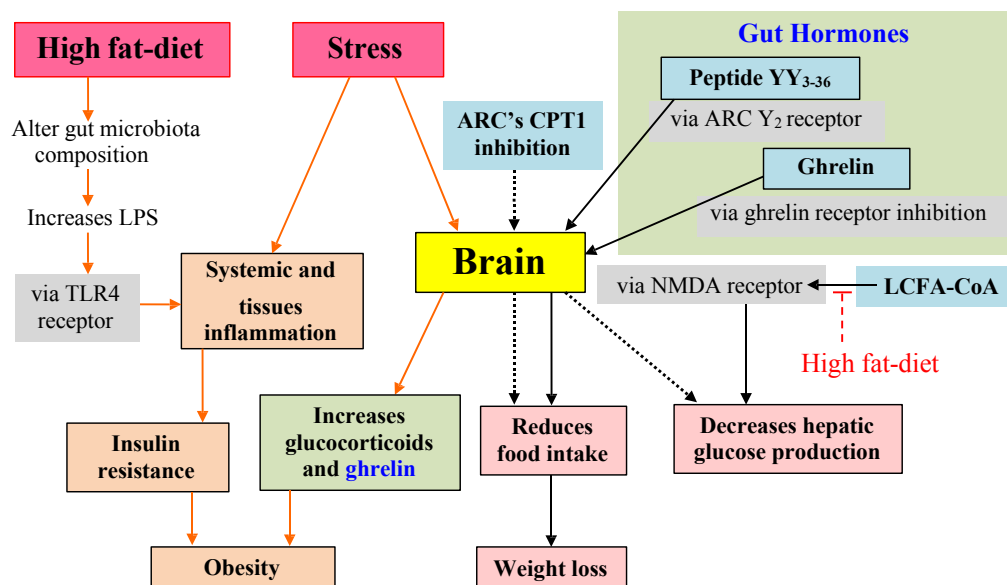 High fat-diet
Stress
Gut Hormones
Peptide YY3-36
via ARC Y2 receptor
Alter gut microbiota
composition
ARC's CPT1
inhibition
Ghrelin
Increases LPS
via ghrelin receptor inhibition
Brain
Systemic and
tissues
inflammation
via TLR4
receptor
via NMDA receptor
LCFA-CoA
High fat-diet
Insulin
resistance
Increases
glucocorticoids
and ghrelin
Reduces
food intake
Decreases hepatic
glucose production
Obesity
Weight loss